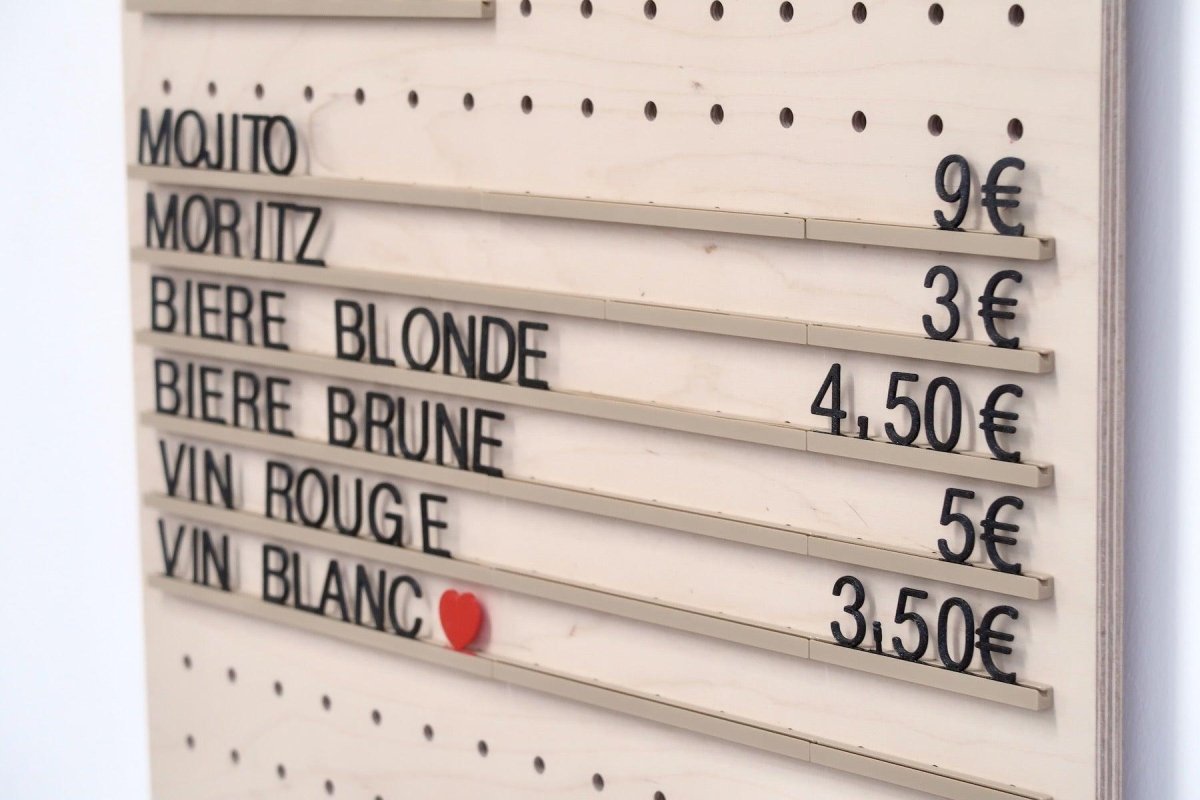 MOJITO 9€
MORITZ 3€
BIERE BLONDE 4,50€
BIERE BRUNE 5€
VIN ROUGE 3,50€
VIN BLANC